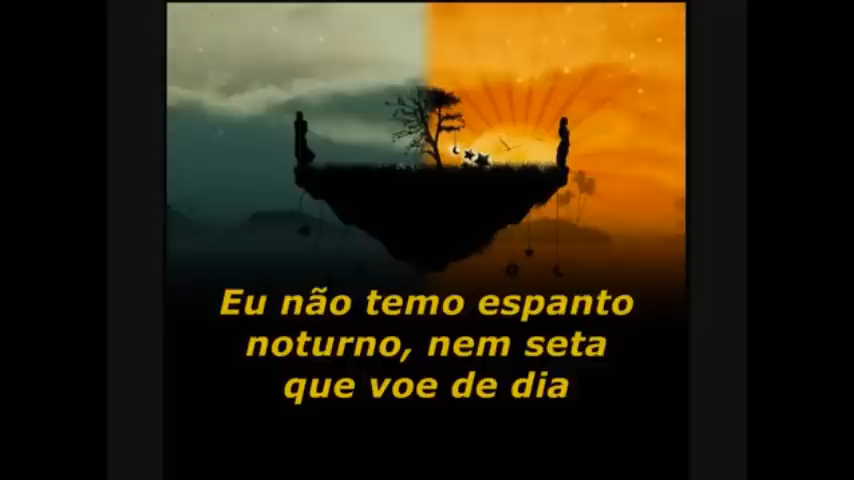 Eu não temo espanto
noturno, nem seta
que voe de dia